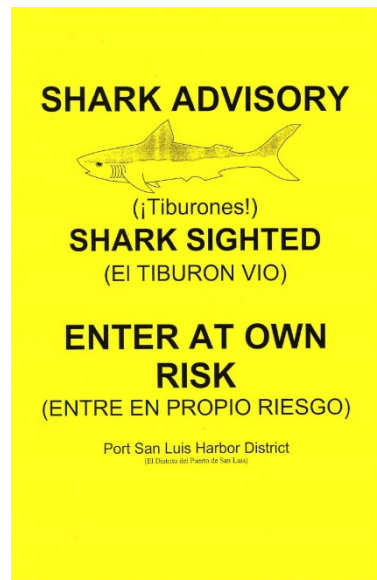 SHARK ADVISORY
(¡Tiburones!)
SHARK SIGHTED
(El TIBURON VIO)
ENTER AT OWN
RISK
(ENTRE EN PROPIO RIESGO)
Port San Luis Harbor District
(El Distrito del Puerto de San Luis)